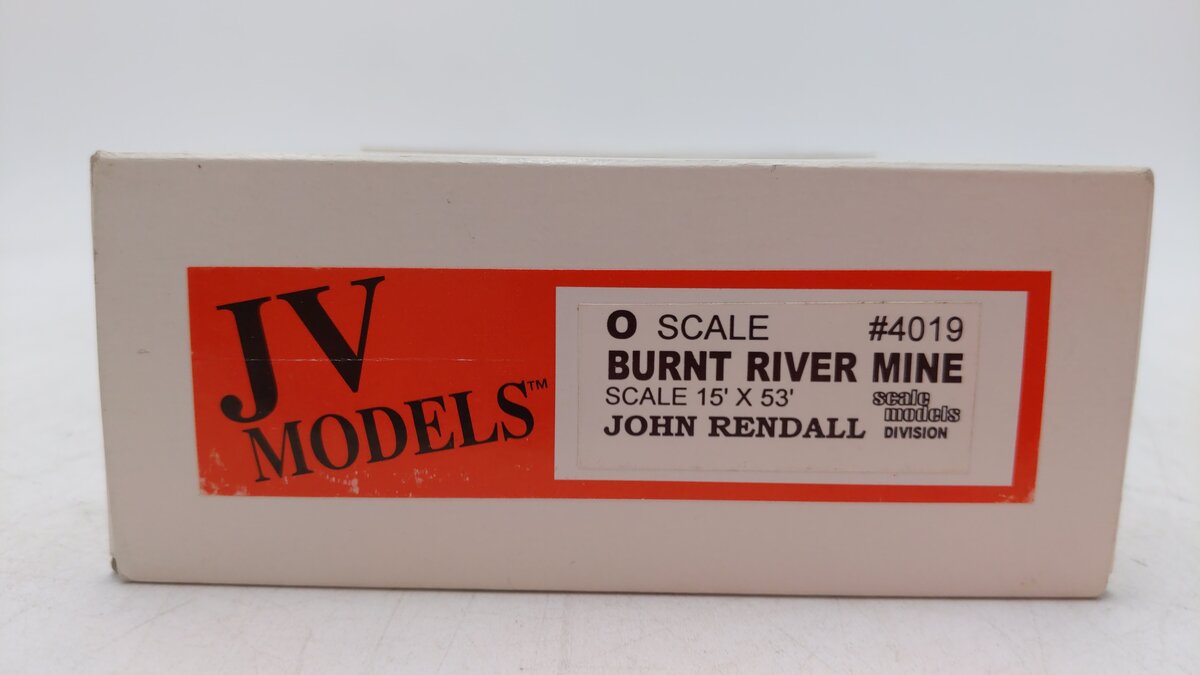 JV
MODELS™
O SCALE #4019
BURNT RIVER MINE
SCALE 15' X 53'
JOHN RENDALL
scale
models
DIVISION